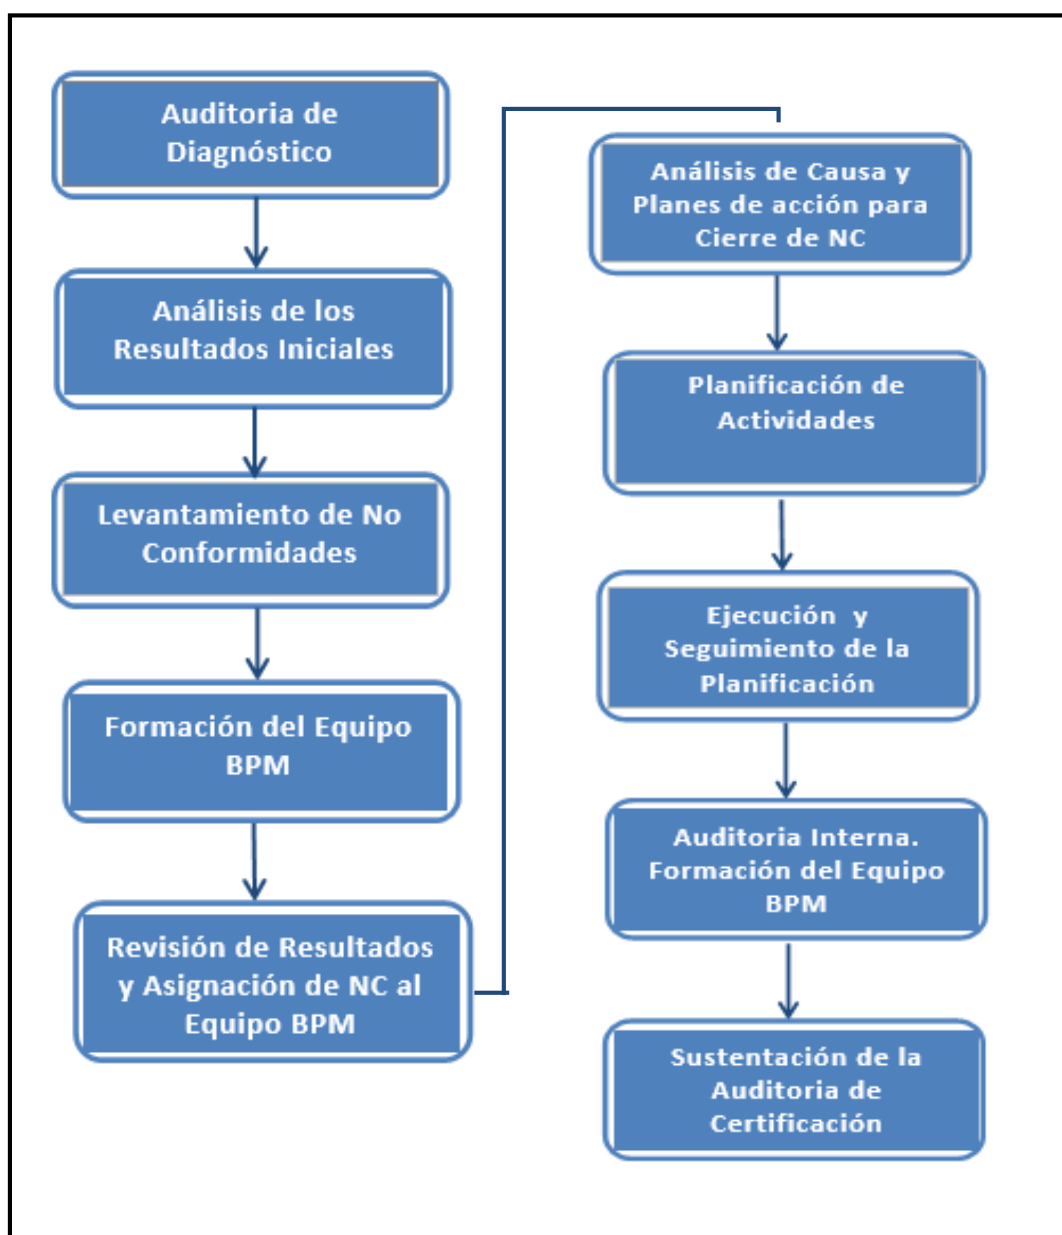 Auditoria de
Diagnóstico
Análisis de los
Resultados Iniciales
Levantamiento de No
Conformidades
Formación del Equipo
BPM
Revisión de Resultados
y Asignación de NC al
Equipo BPM
Análisis de Causa y
Planes de acción para
Cierre de NC
Planificación de
Actividades
Ejecución y
Seguimiento de la
Planificación
Auditoria Interna.
Formación del Equipo
BPM
Sustentación de la
Auditoria de
Certificación